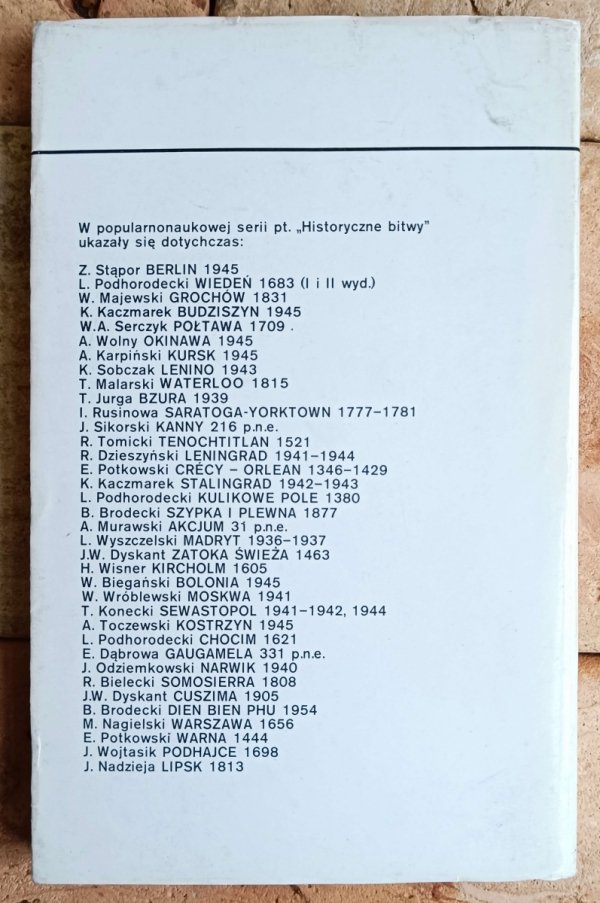 W popularnonaukowej serii pt. „Historyczne bitwy"
ukazały się dotychczas:
Z. Stąpor BERLIN 1945
L. Podhorodecki WIEDEŃ 1683 (I i II wyd.)
W. Majewski GROCHÓW 1831
K. Kaczmarek BUDZISZYN 1945
W.A. Serczyk POŁTAWA 1709 .
A. Wolny OKINAWA 1945
A. Karpiński KURSK 1945
K. Sobczak LENINO 1943
T. Malarski WATERLOO 1815
T. Jurga BZURA 1939
I. Rusinowa SARATOGA-YORKTOWN 1777–1781
J. Sikorski KANNY 216 p.n.e.
R. Tomicki TENOCHTITLAN 1521
R. Dzieszyński LENINGRAD 1941–1944
E. Potkowski CRÉCY – ORLEAN 1346–1429
K. Kaczmarek STALINGRAD 1942–1943
L. Podhorodecki KULIKOWE POLE 1380
B. Brodecki SZYPKA I PLEWNA 1877
A. Murawski AKCJUM 31 p.n.e.
L. Wyszczelski MADRYT 1936–1937
J.W. Dyskant ZATOKA ŚWIEŻA 1463
H. Wisner KIRCHOLM 1605
W. Biegański BOLONIA 1945
W. Wróblewski MOSKWA 1941
T. Konecki SEWASTOPOL 1941–1942, 1944
A. Toczewski KOSTRZYN 1945
L. Podhorodecki CHOCIM 1621
E. Dąbrowa GAUGAMELA 331 p.n.e.
J. Odziemkowski NARWIK 1940
R. Bielecki SOMOSIERRA 1808
J.W. Dyskant CUSZIMA 1905
B. Brodecki DIEN BIEN PHU 1954
M. Nagielski WARSZAWA 1656
E. Potkowski WARNA 1444
J. Wojtasik PODHAJCE 1698
J. Nadzieja LIPSK 1813